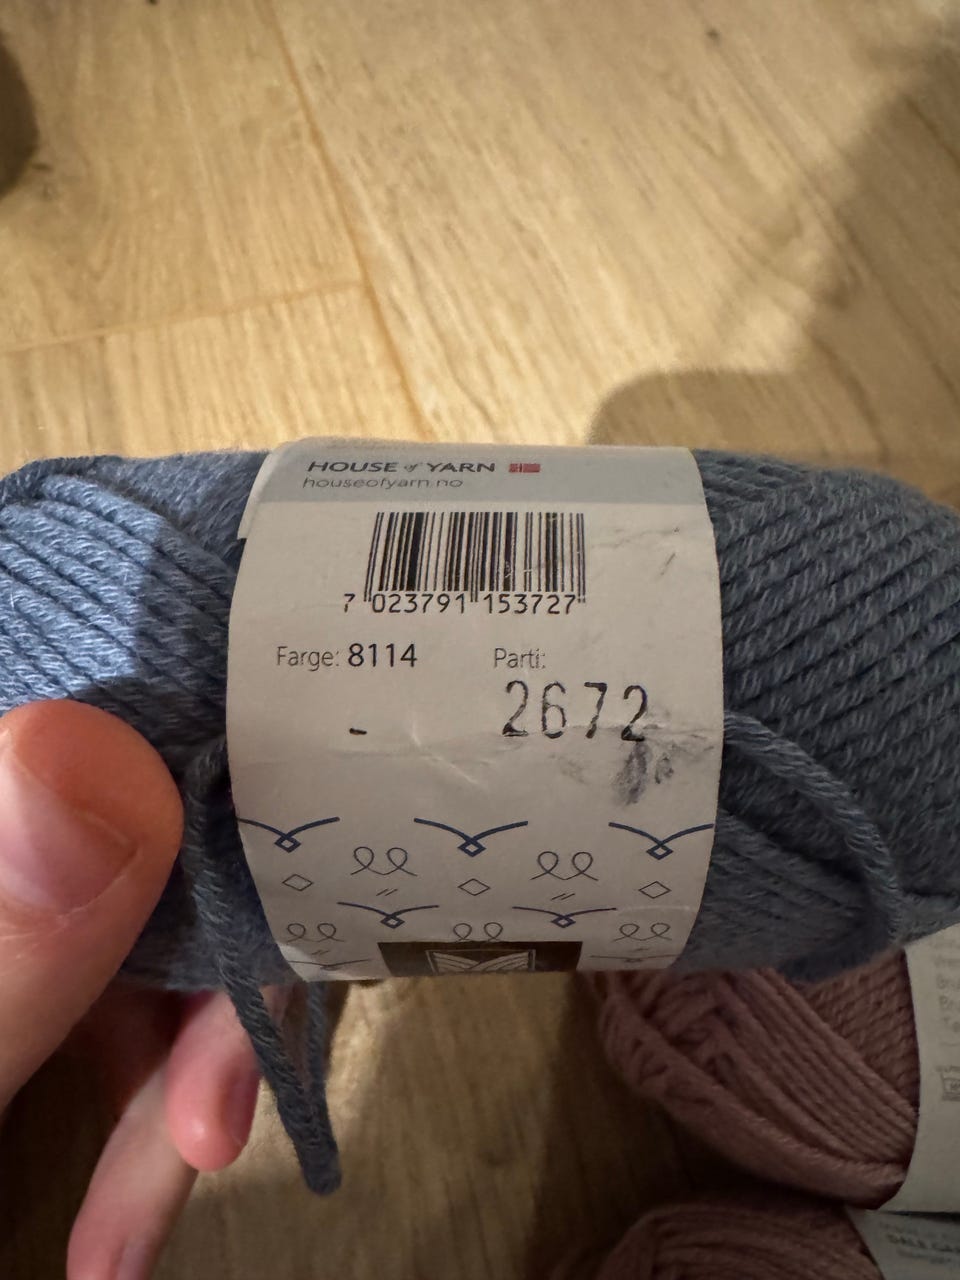 HOUSE of YARN
houseofyarn.no
7 023791 153727
Farge: 8114
Parti:
2672
-